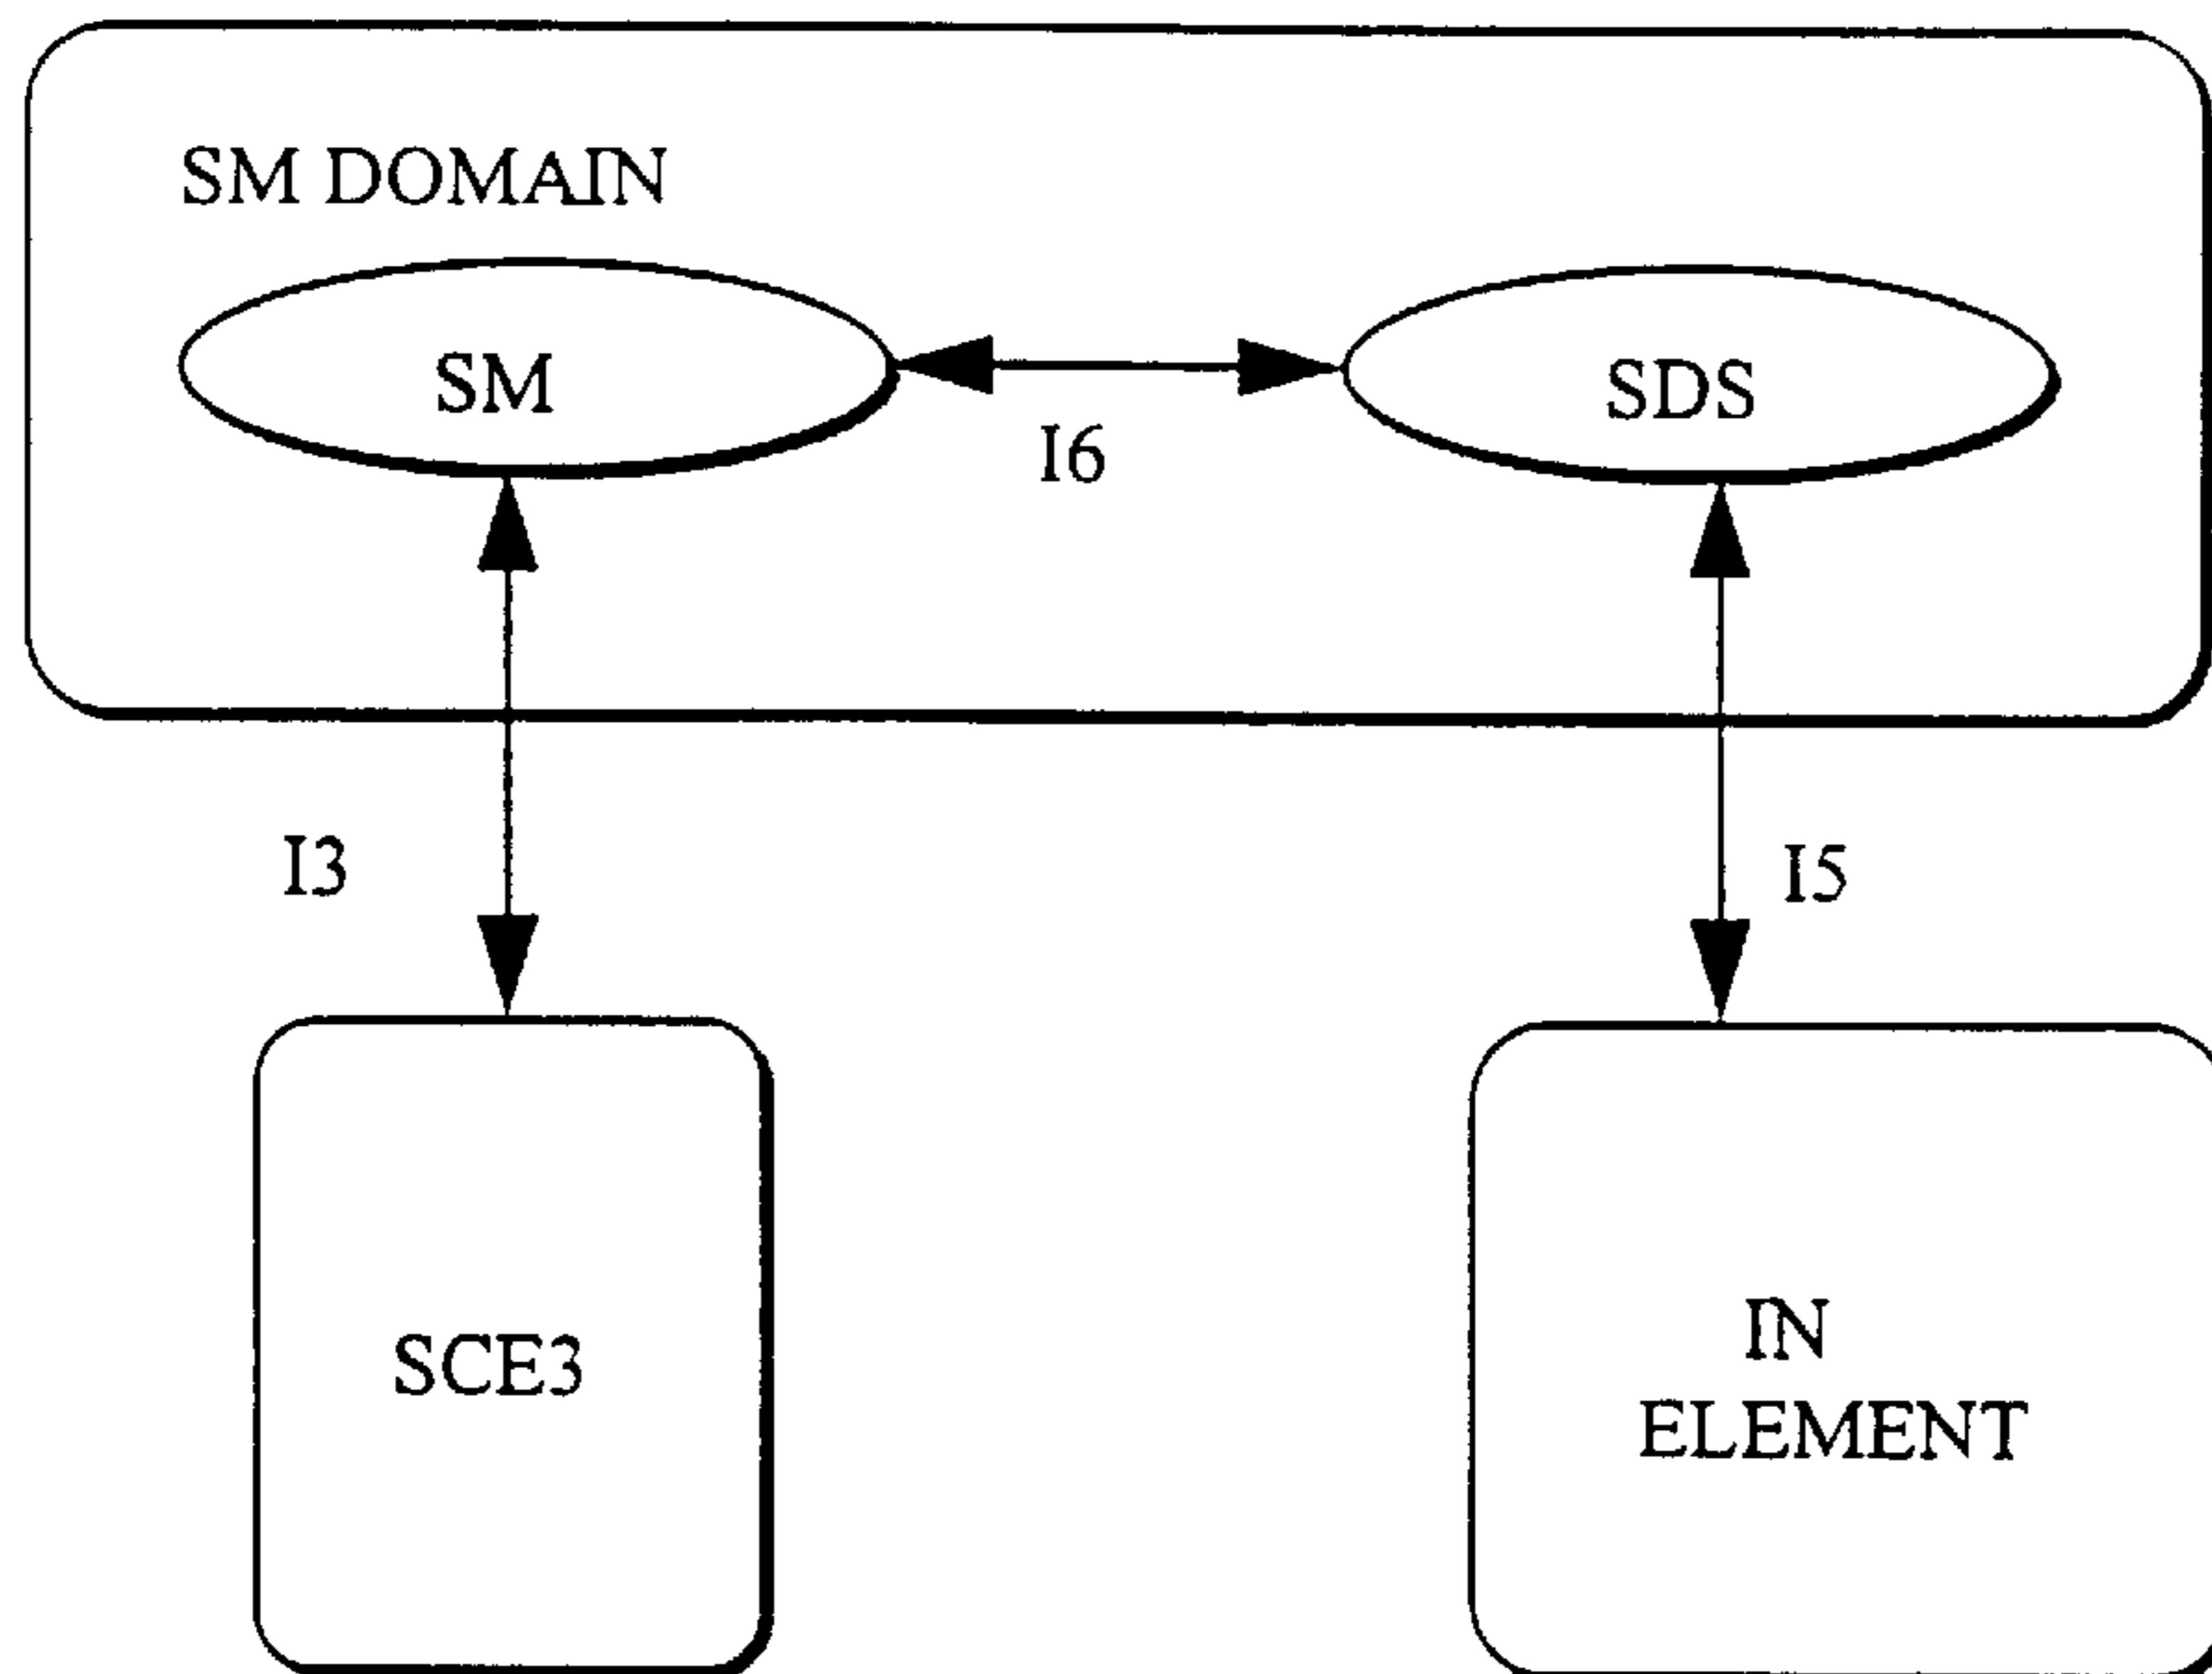 SM DOMAIN
SM
SDS
I6
I3
I5
SCE3
IN
ELEMENT